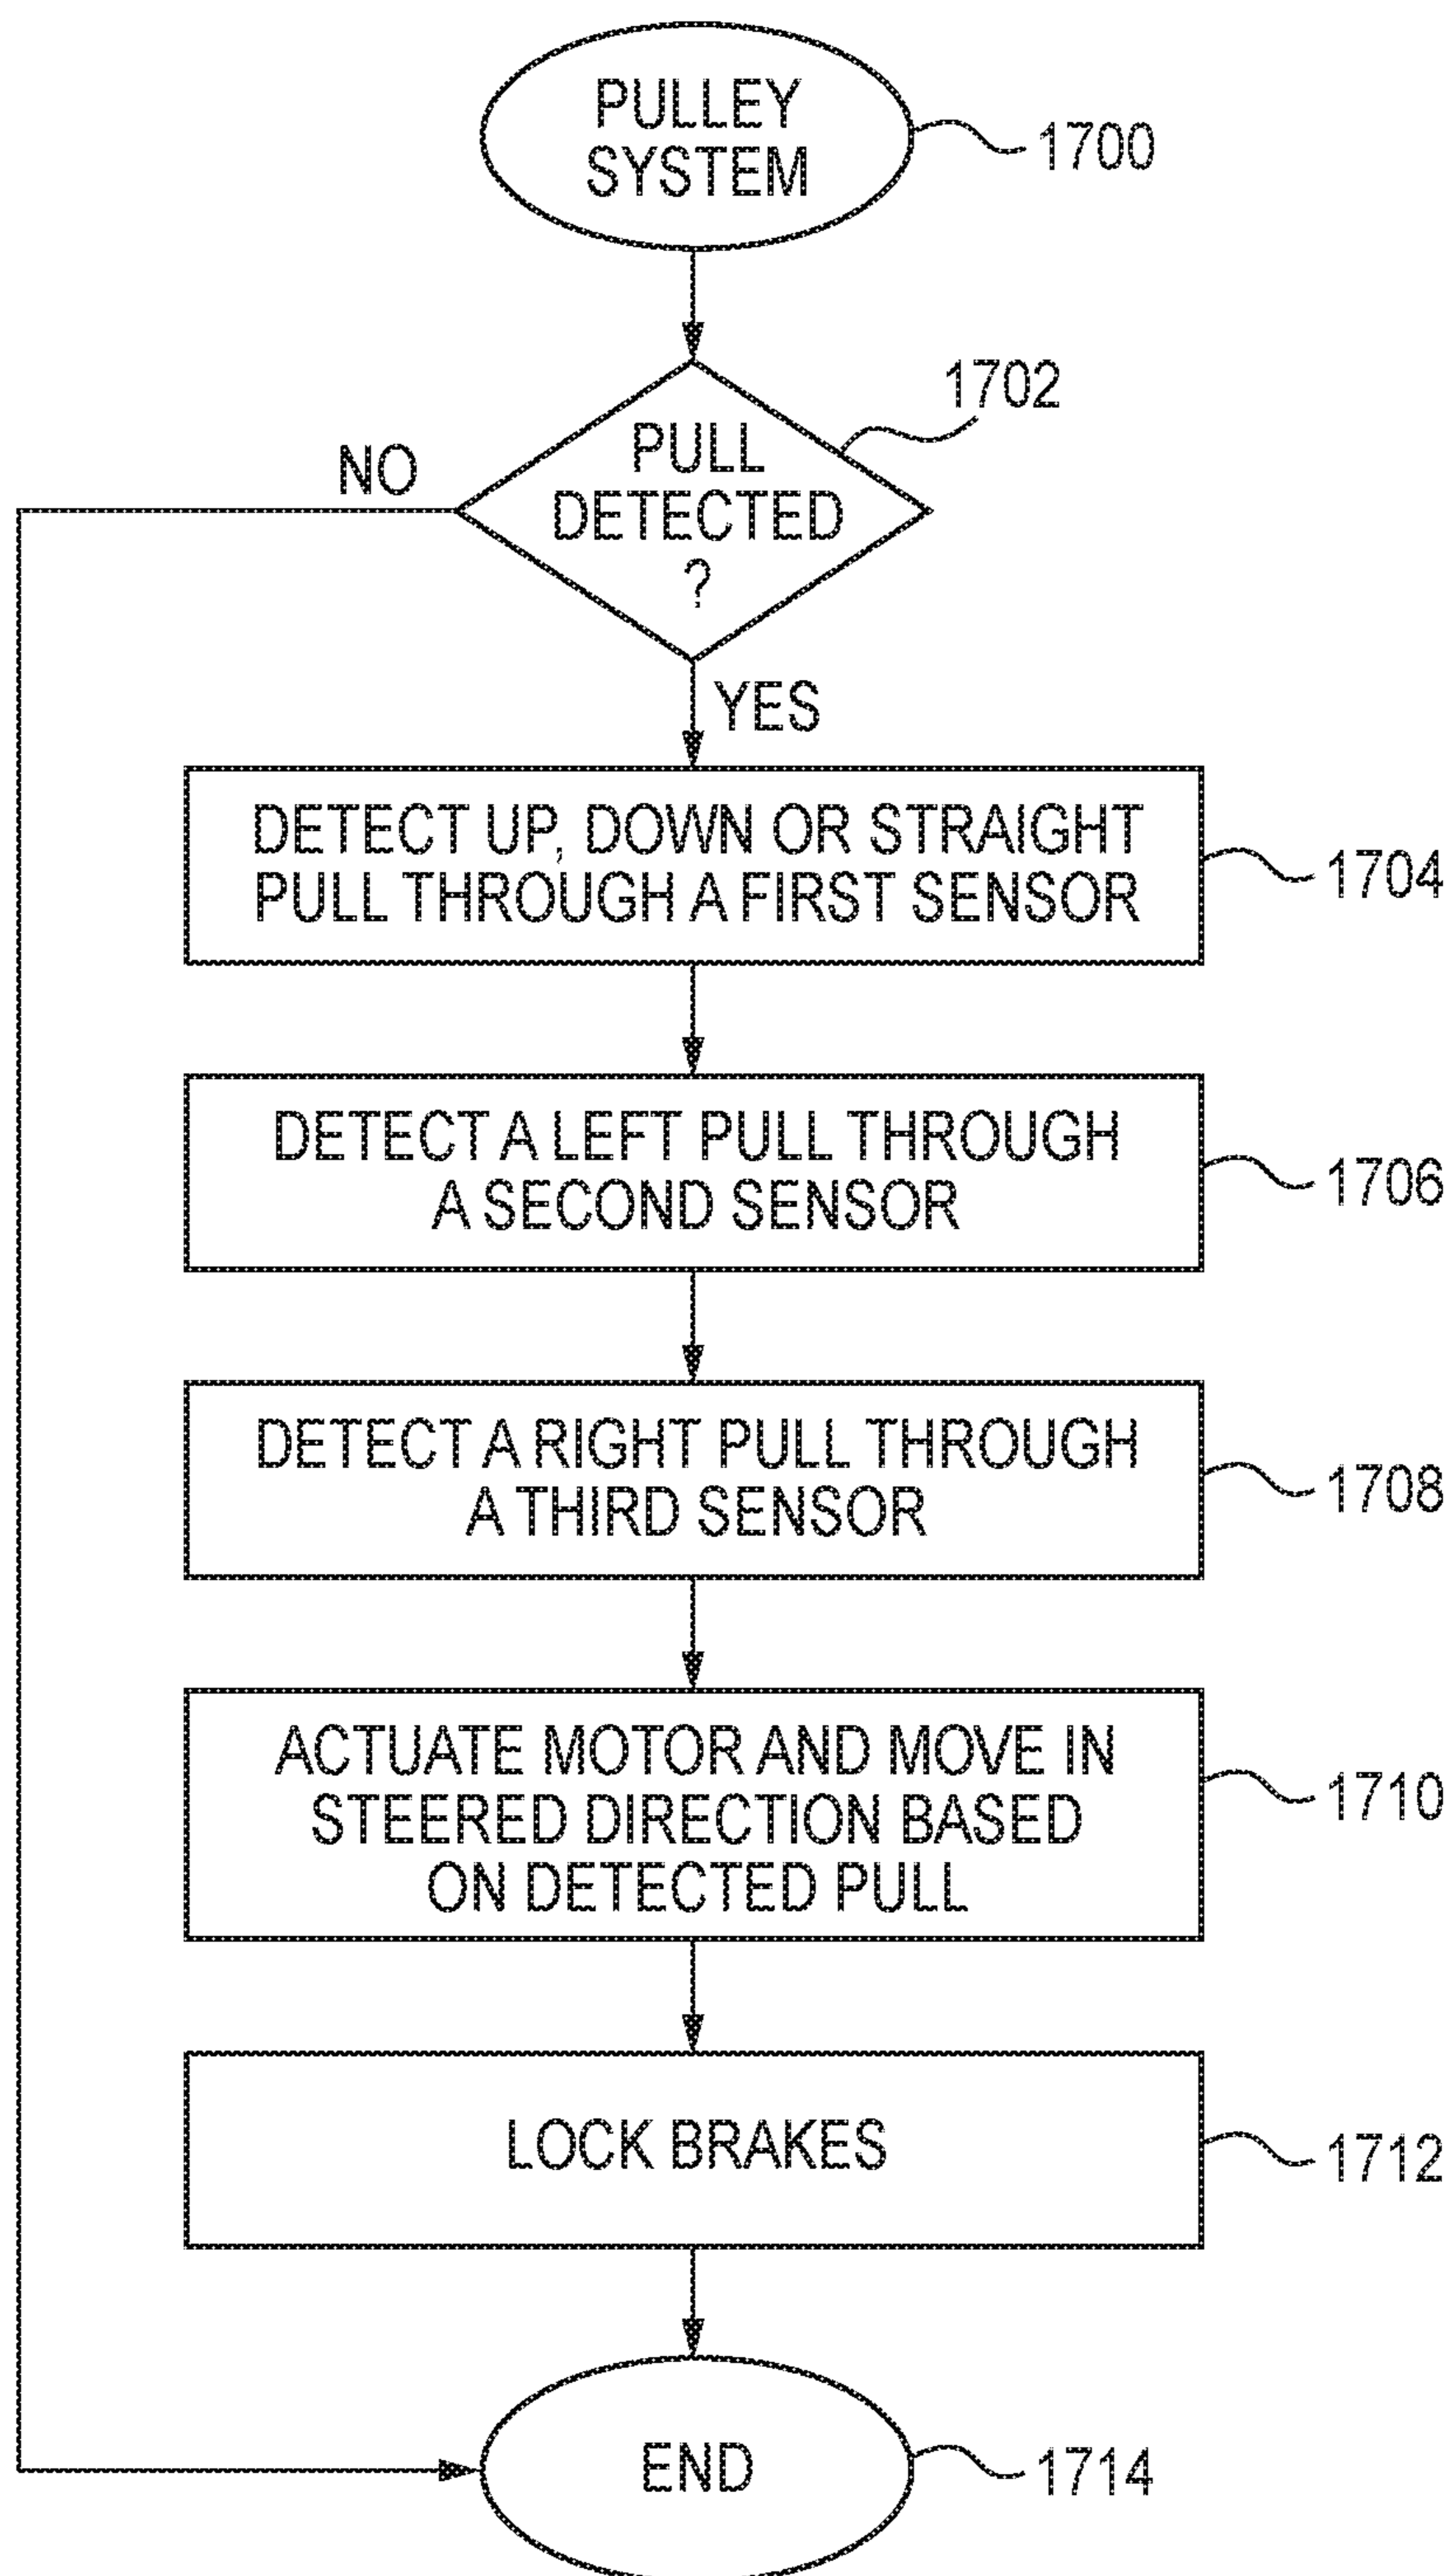 PULLEY
SYSTEM
1700
1702
PULL
DETECTED
?
NO
YES
DETECT UP, DOWN OR STRAIGHT
PULL THROUGH A FIRST SENSOR
1704
DETECT A LEFT PULL THROUGH
A SECOND SENSOR
1706
DETECT A RIGHT PULL THROUGH
A THIRD SENSOR
1708
ACTUATE MOTOR AND MOVE IN
STEERED DIRECTION BASED
ON DETECTED PULL
1710
LOCK BRAKES
1712
END
1714